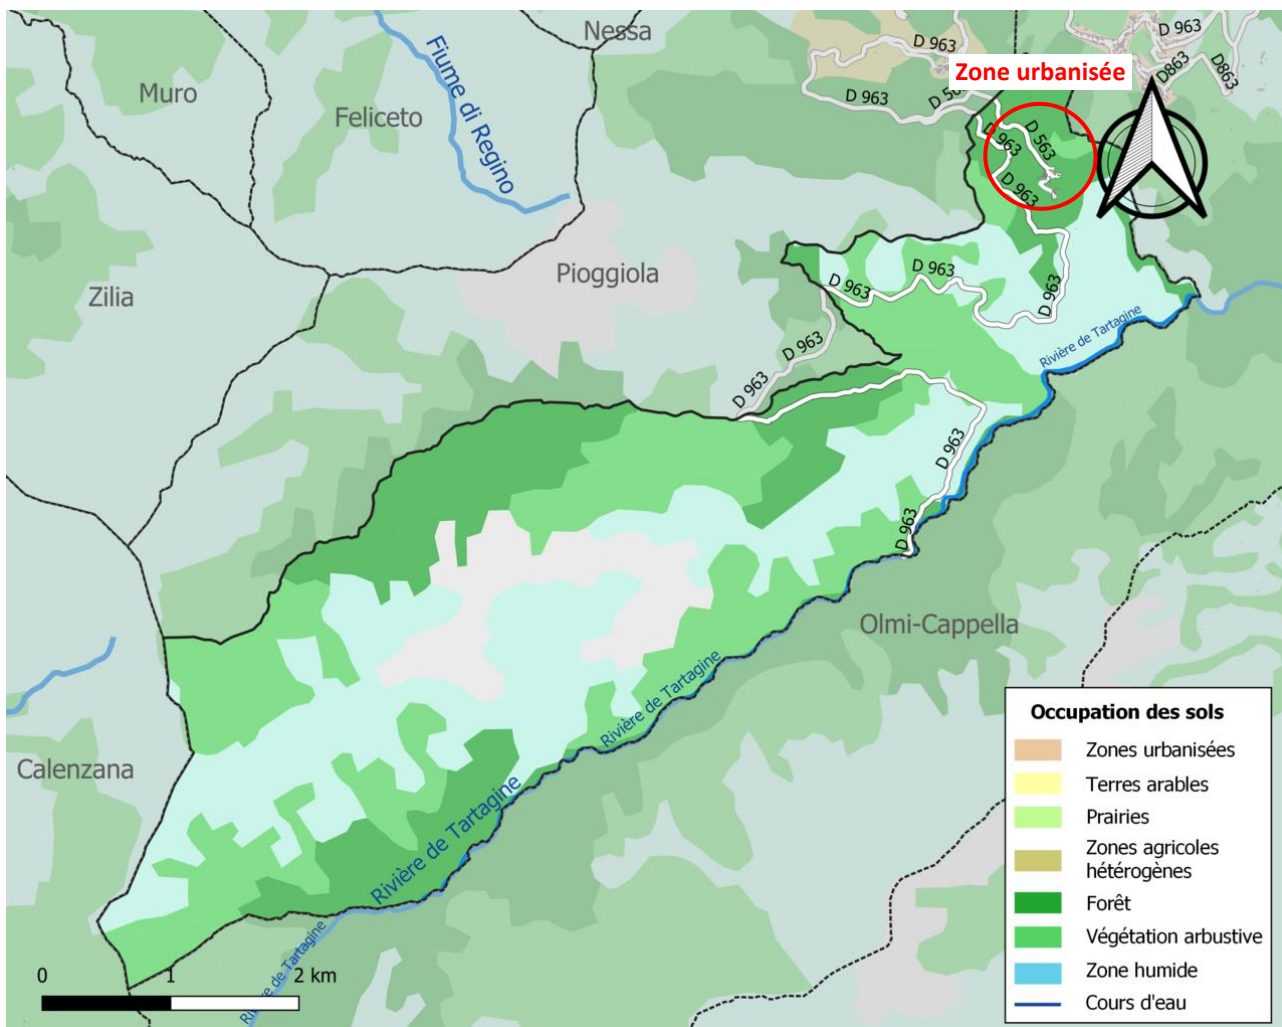 Nessa
D 963
D 963
Zone urbanisée
D863
D863
Muro
Feliceto
Fiume di Regino
D 963
D 56
D 963
D 563
D 963
Zilia
Pioggiola
D 963
D 963
D 963
Rivière de Tartagine
D 963
D 963
D 963
D 963
Olmi-Cappella
Rivière de Tartagine
Calenzana
Rivière de Tartagine
Rivière de Tartagine
0 1 2 km
Occupation des sols
Zones urbanisées
Terres arables
Prairies
Zones agricoles
hétérogènes
Forêt
Végétation arbustive
Zone humide
Cours d'eau